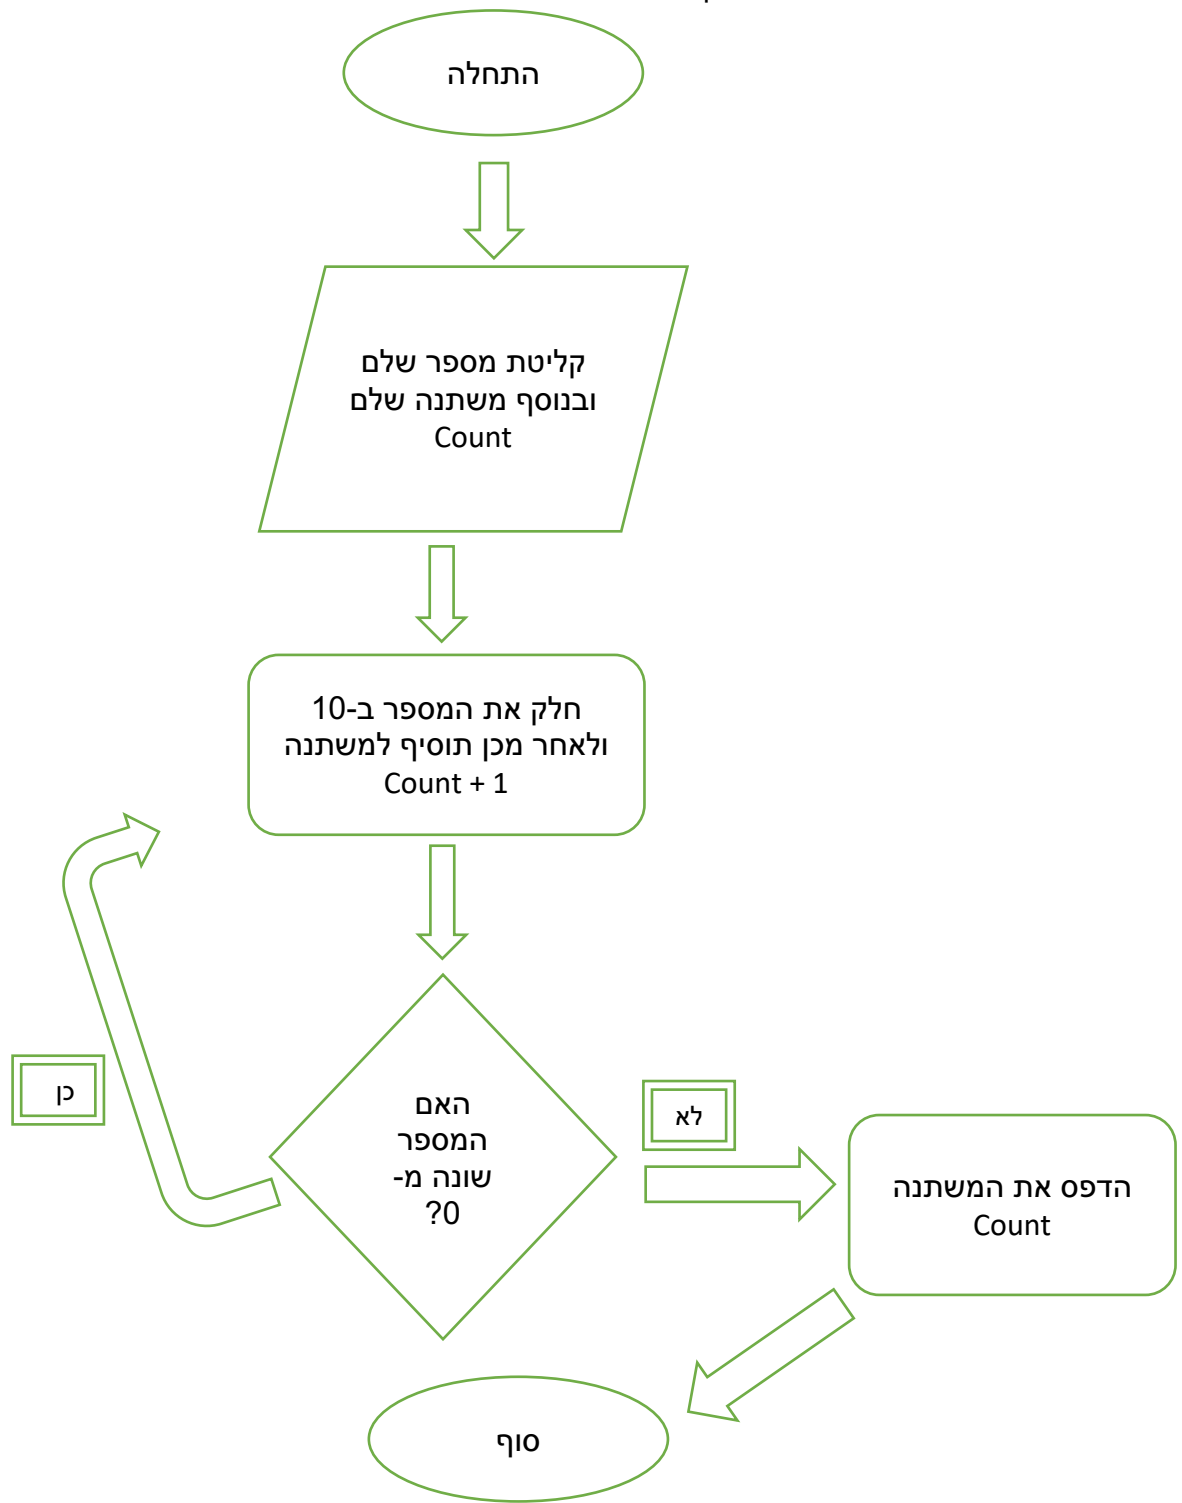 התחלה
קליטת מספר שלם
ובנוסף משתנה שלם
Count
חלק את המספר ב-10
ולאחר מכן תוסיף למשתנה
Count + 1
כן
האם
המספר
שונה מ-
0?
לא
הדפס את המשתנה
Count
סוף